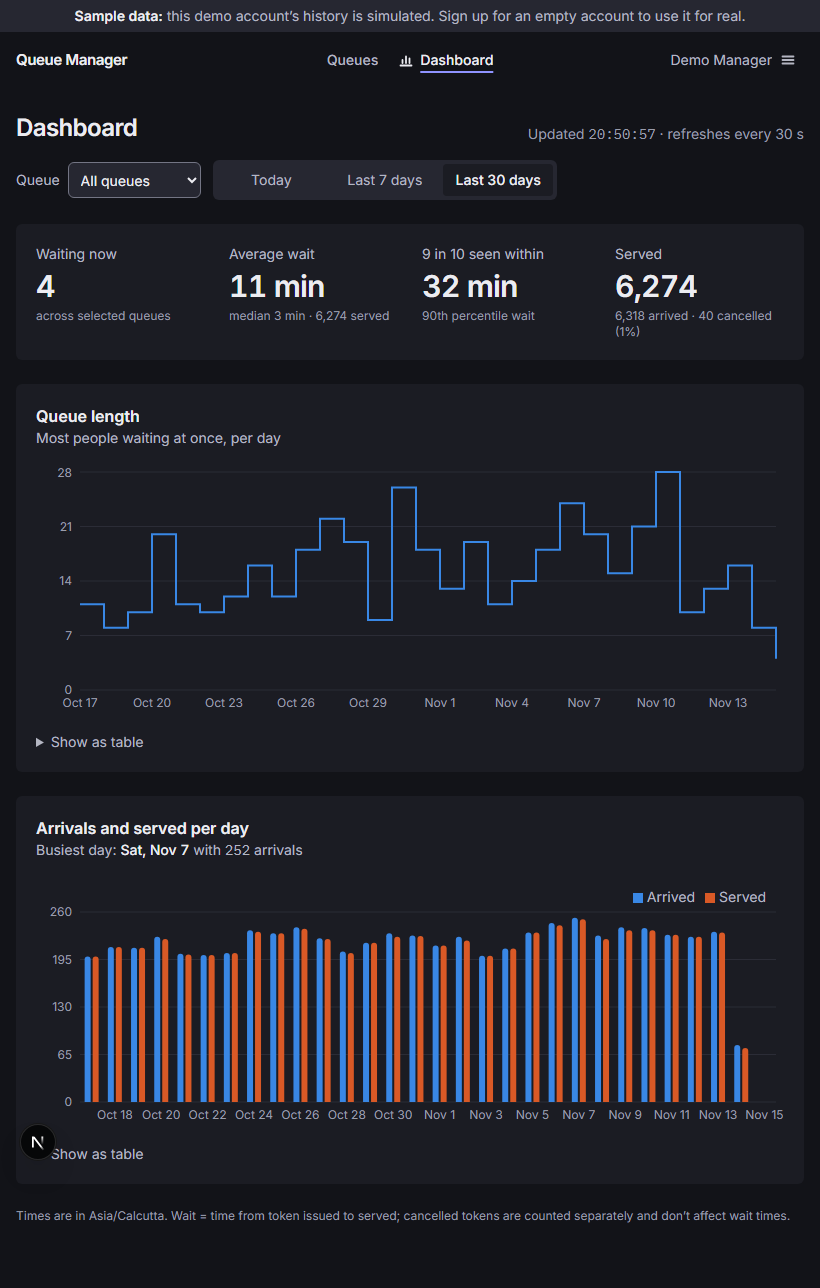 Sample data: this demo account’s history is simulated. Sign up for an empty account to use it for real.
Queue Manager
Queues
Dashboard
Demo Manager
Dashboard
Updated 20:50:57 · refreshes every 30 s
Queue
All queues
Today
Last 7 days
Last 30 days
Waiting now
4
across selected queues
Average wait
11 min
median 3 min · 6,274 served
9 in 10 seen within
32 min
90th percentile wait
Served
6,274
6,318 arrived · 40 cancelled
(1%)
Queue length
Most people waiting at once, per day
28
21
14
7
0
Oct 17 Oct 20 Oct 23 Oct 26 Oct 29 Nov 1 Nov 4 Nov 7 Nov 10 Nov 13
Show as table
Arrivals and served per day
Busiest day: Sat, Nov 7 with 252 arrivals
Arrived Served
260
195
130
65
0
Oct 18 Oct 20 Oct 22 Oct 24 Oct 26 Oct 28 Oct 30 Nov 1 Nov 3 Nov 5 Nov 7 Nov 9 Nov 11 Nov 13 Nov 15
N
Show as table
Times are in Asia/Calcutta. Wait = time from token issued to served; cancelled tokens are counted separately and don’t affect wait times.